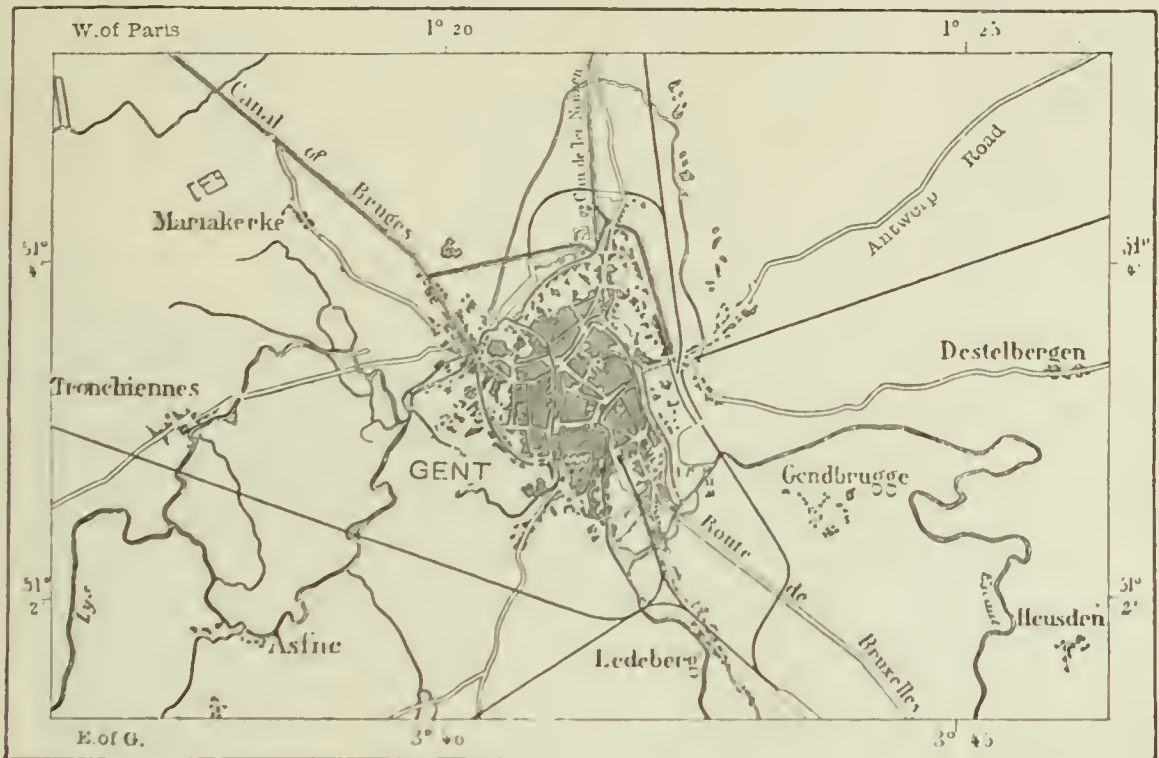 W. of Paris
1° 20
1° 25
Canal of Bruges &
Mariakerke
Antwerp Road
51° 4'
51° 4'
Destelbergen
Tronchiennes
GENT
Gendbrugge
Route de Bruxelles
51° 2'
51° 2'
Lys
Heusden
Asfne
Ledeberg
E. of G.
3° 40
3° 45